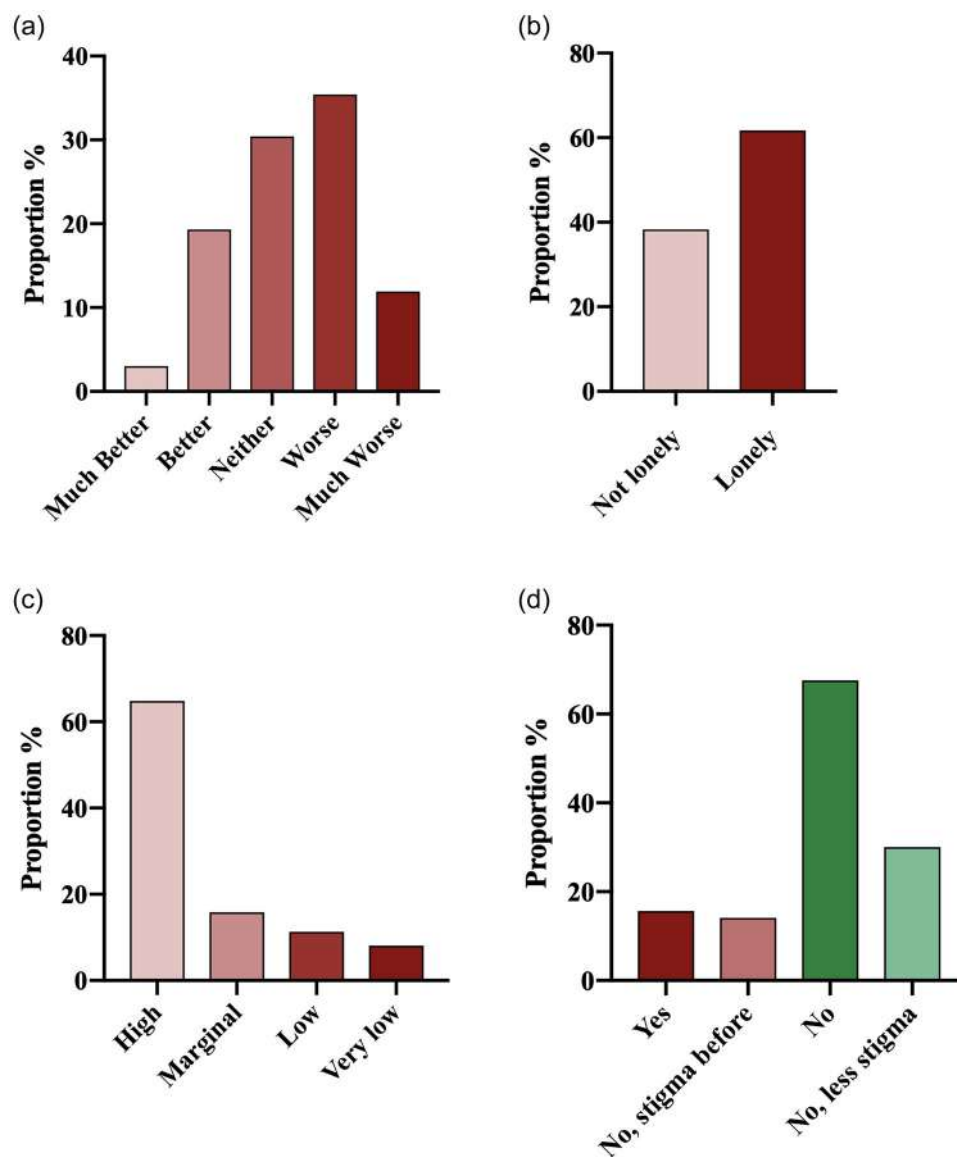 (a)
Proportion %
40
30
20
10
0
Much Better
Better
Neither
Worse
Much Worse
(b)
Proportion %
80
60
40
20
0
Not lonely
Lonely
(c)
Proportion %
80
60
40
20
0
High
Marginal
Low
Very low
(d)
Proportion %
80
60
40
20
0
Yes
No, stigma before
No
No, less stigma